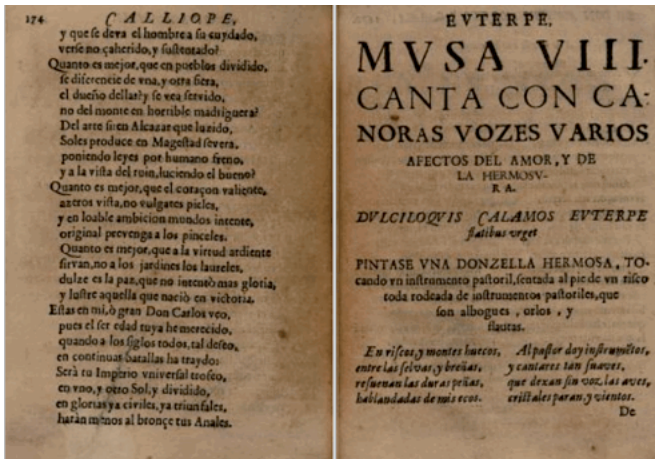 174 CALLIOPE,
y que se deva el hombre a su cuydado,
verse no çaherido, y sustentado?
Quanto es mejor, que en pueblos dividido,
se diferencie de vna, y otra fiera,
el dueño dellas? y se vea servido,
no del monte en horrible madriguera?
Del arte si: en Alcazar que luzido,
Soles produce en Magestad severa,
poniendo leyes por humano freno,
y a la vista del ruin, luciendo el bueno?
Quanto es mejor, que el coraçon valiente,
azeros vista, no vulgares pieles,
y en loable ambicion mundos intente,
original prevenga a los pinceles.
Quanto es mejor, que a la virtud ardiente
sirvan, no a los jardines los laureles,
dulze es la paz, que no intentò mas gloria,
y lustre aquella que naciò en victoria.
Estas en mi, ò gran Don Carlos veo,
pues el ser edad tuya he merecido,
quando a los siglos todos, tal deseo,
en continuas batallas ha traydo:
Serà tu Imperio vniversal trofeo,
en vno, y otro Sol, y dividido,
en glorias ya civiles, ya triunfales,
haràn menos al bronçe tus Anales.
EVTERPE,
MVSA VIII.
CANTA CON CA-
NORAS VOZES VARIOS
AFECTOS DEL AMOR, Y DE
LA HERMOSV-
RA.
DVLCILOQVIS CALAMOS EVTERPE
flatibus vrget
PINTASE VNA DONZELLA HERMOSA, TO-
cando vn instrumento pastoril, sentada al pie de vn risco
toda rodeada de instrumentos pastoriles, que
son albogues, orlos, y
flautas.
En riscos, y montes huecos,
entre las selvas, y breñas,
resuenan las duras peñas,
hablandadas de mis ecos.
Al pastor doy instrumẽtos,
y cantares tan suaves,
que dexan sin voz las aves,
cristales paran, y vientos.
De